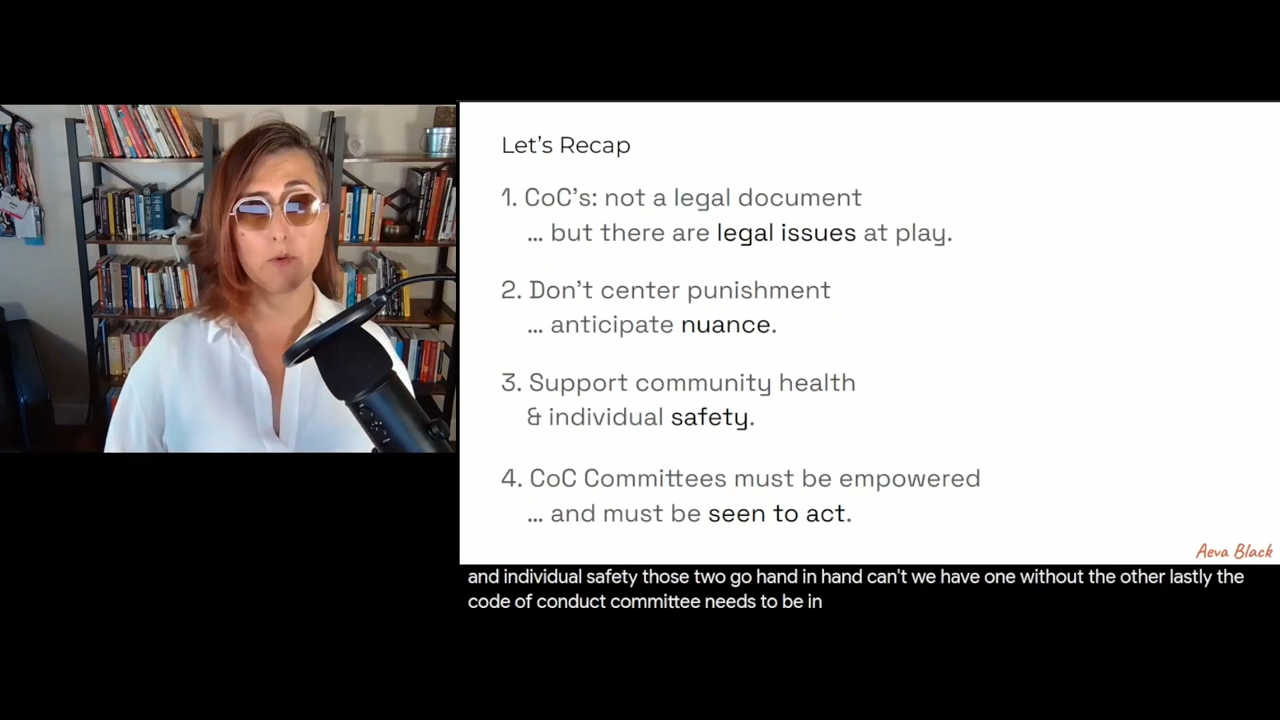 Let's Recap
1. CoC's: not a legal document
... but there are legal issues at play.
2. Don't center punishment
... anticipate nuance.
3. Support community health
& individual safety.
4. CoC Committees must be empowered
... and must be seen to act.
Aeva Black
and individual safety those two go hand in hand can't we have one without the other lastly the
code of conduct committee needs to be in